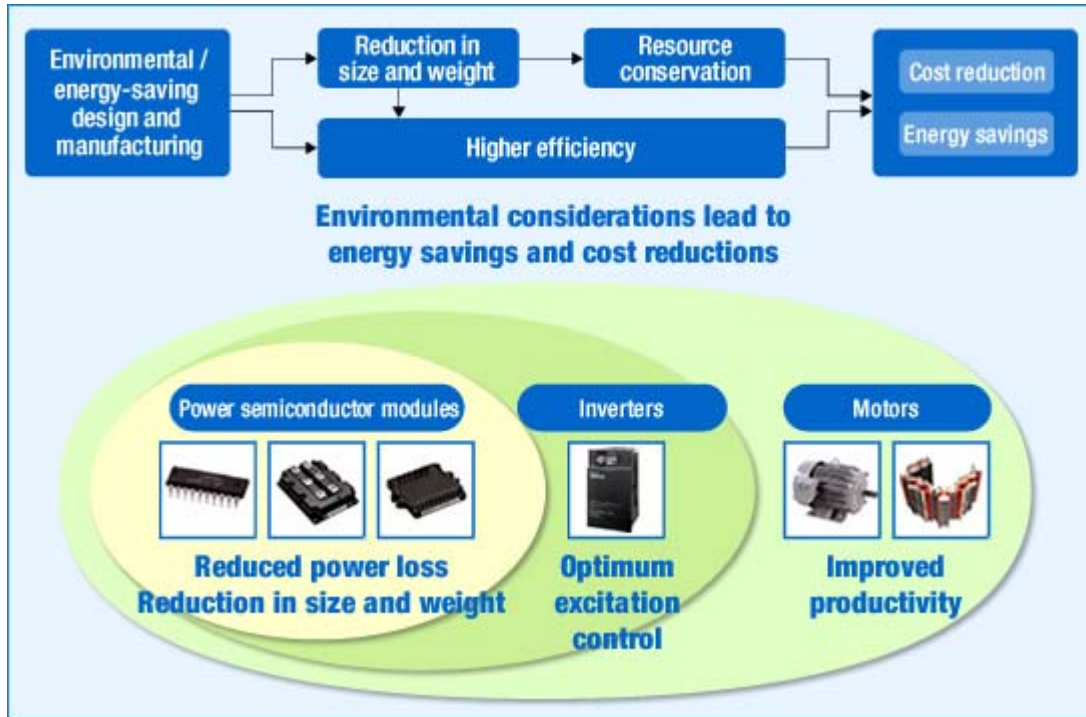 Environmental /
energy-saving
design and
manufacturing
Reduction in
size and weight
Resource
conservation
Higher efficiency
Cost reduction
Energy savings
Environmental considerations lead to
energy savings and cost reductions
Power semiconductor modules
Inverters
Motors
Reduced power loss
Reduction in size and weight
Optimum
excitation
control
Improved
productivity